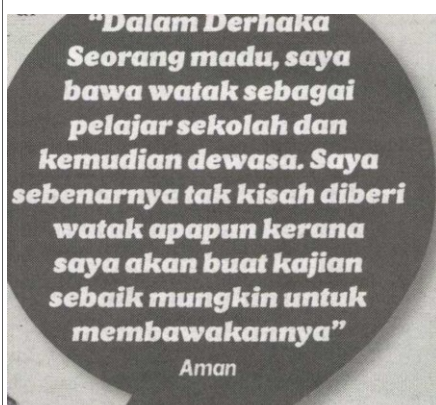 “Dalam Derhaka
Seorang madu, saya
bawa watak sebagai
pelajar sekolah dan
kemudian dewasa. Saya
sebenarnya tak kisah diberi
watak apapun kerana
saya akan buat kajian
sebaik mungkin untuk
membawakannya”
Aman